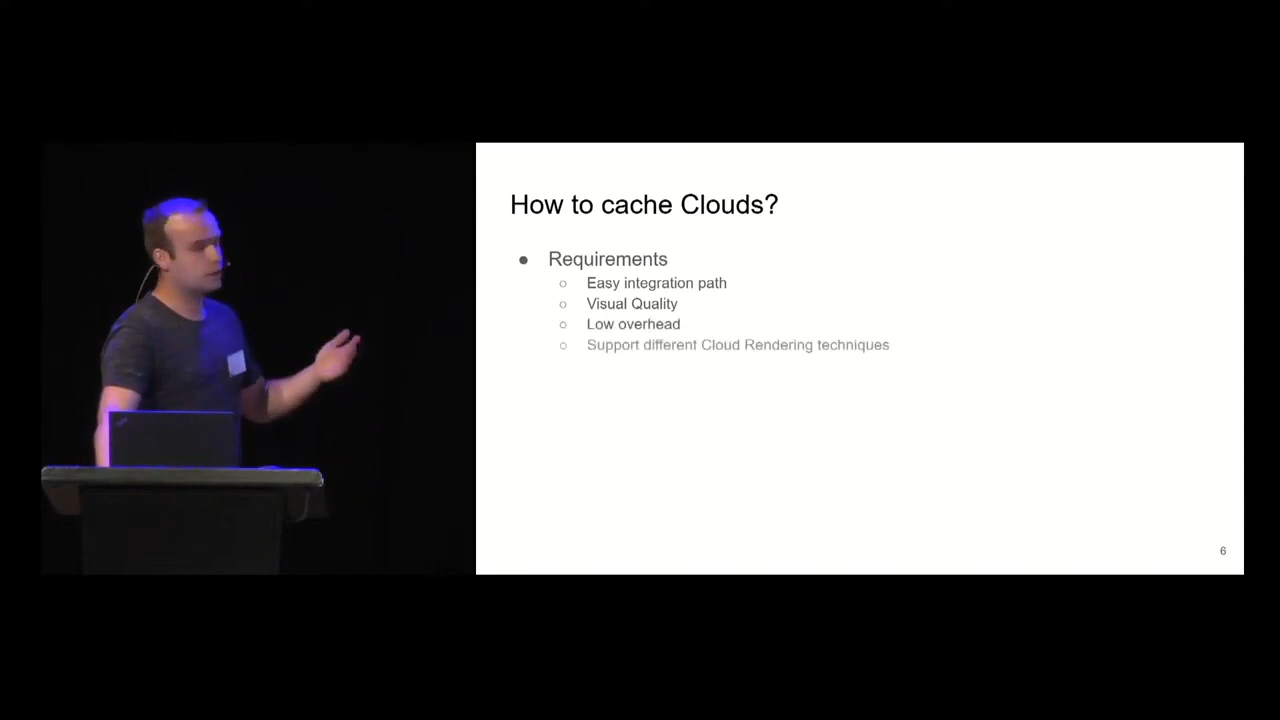 How to cache Clouds?
● Requirements
○ Easy integration path
○ Visual Quality
○ Low overhead
○ Support different Cloud Rendering techniques
6